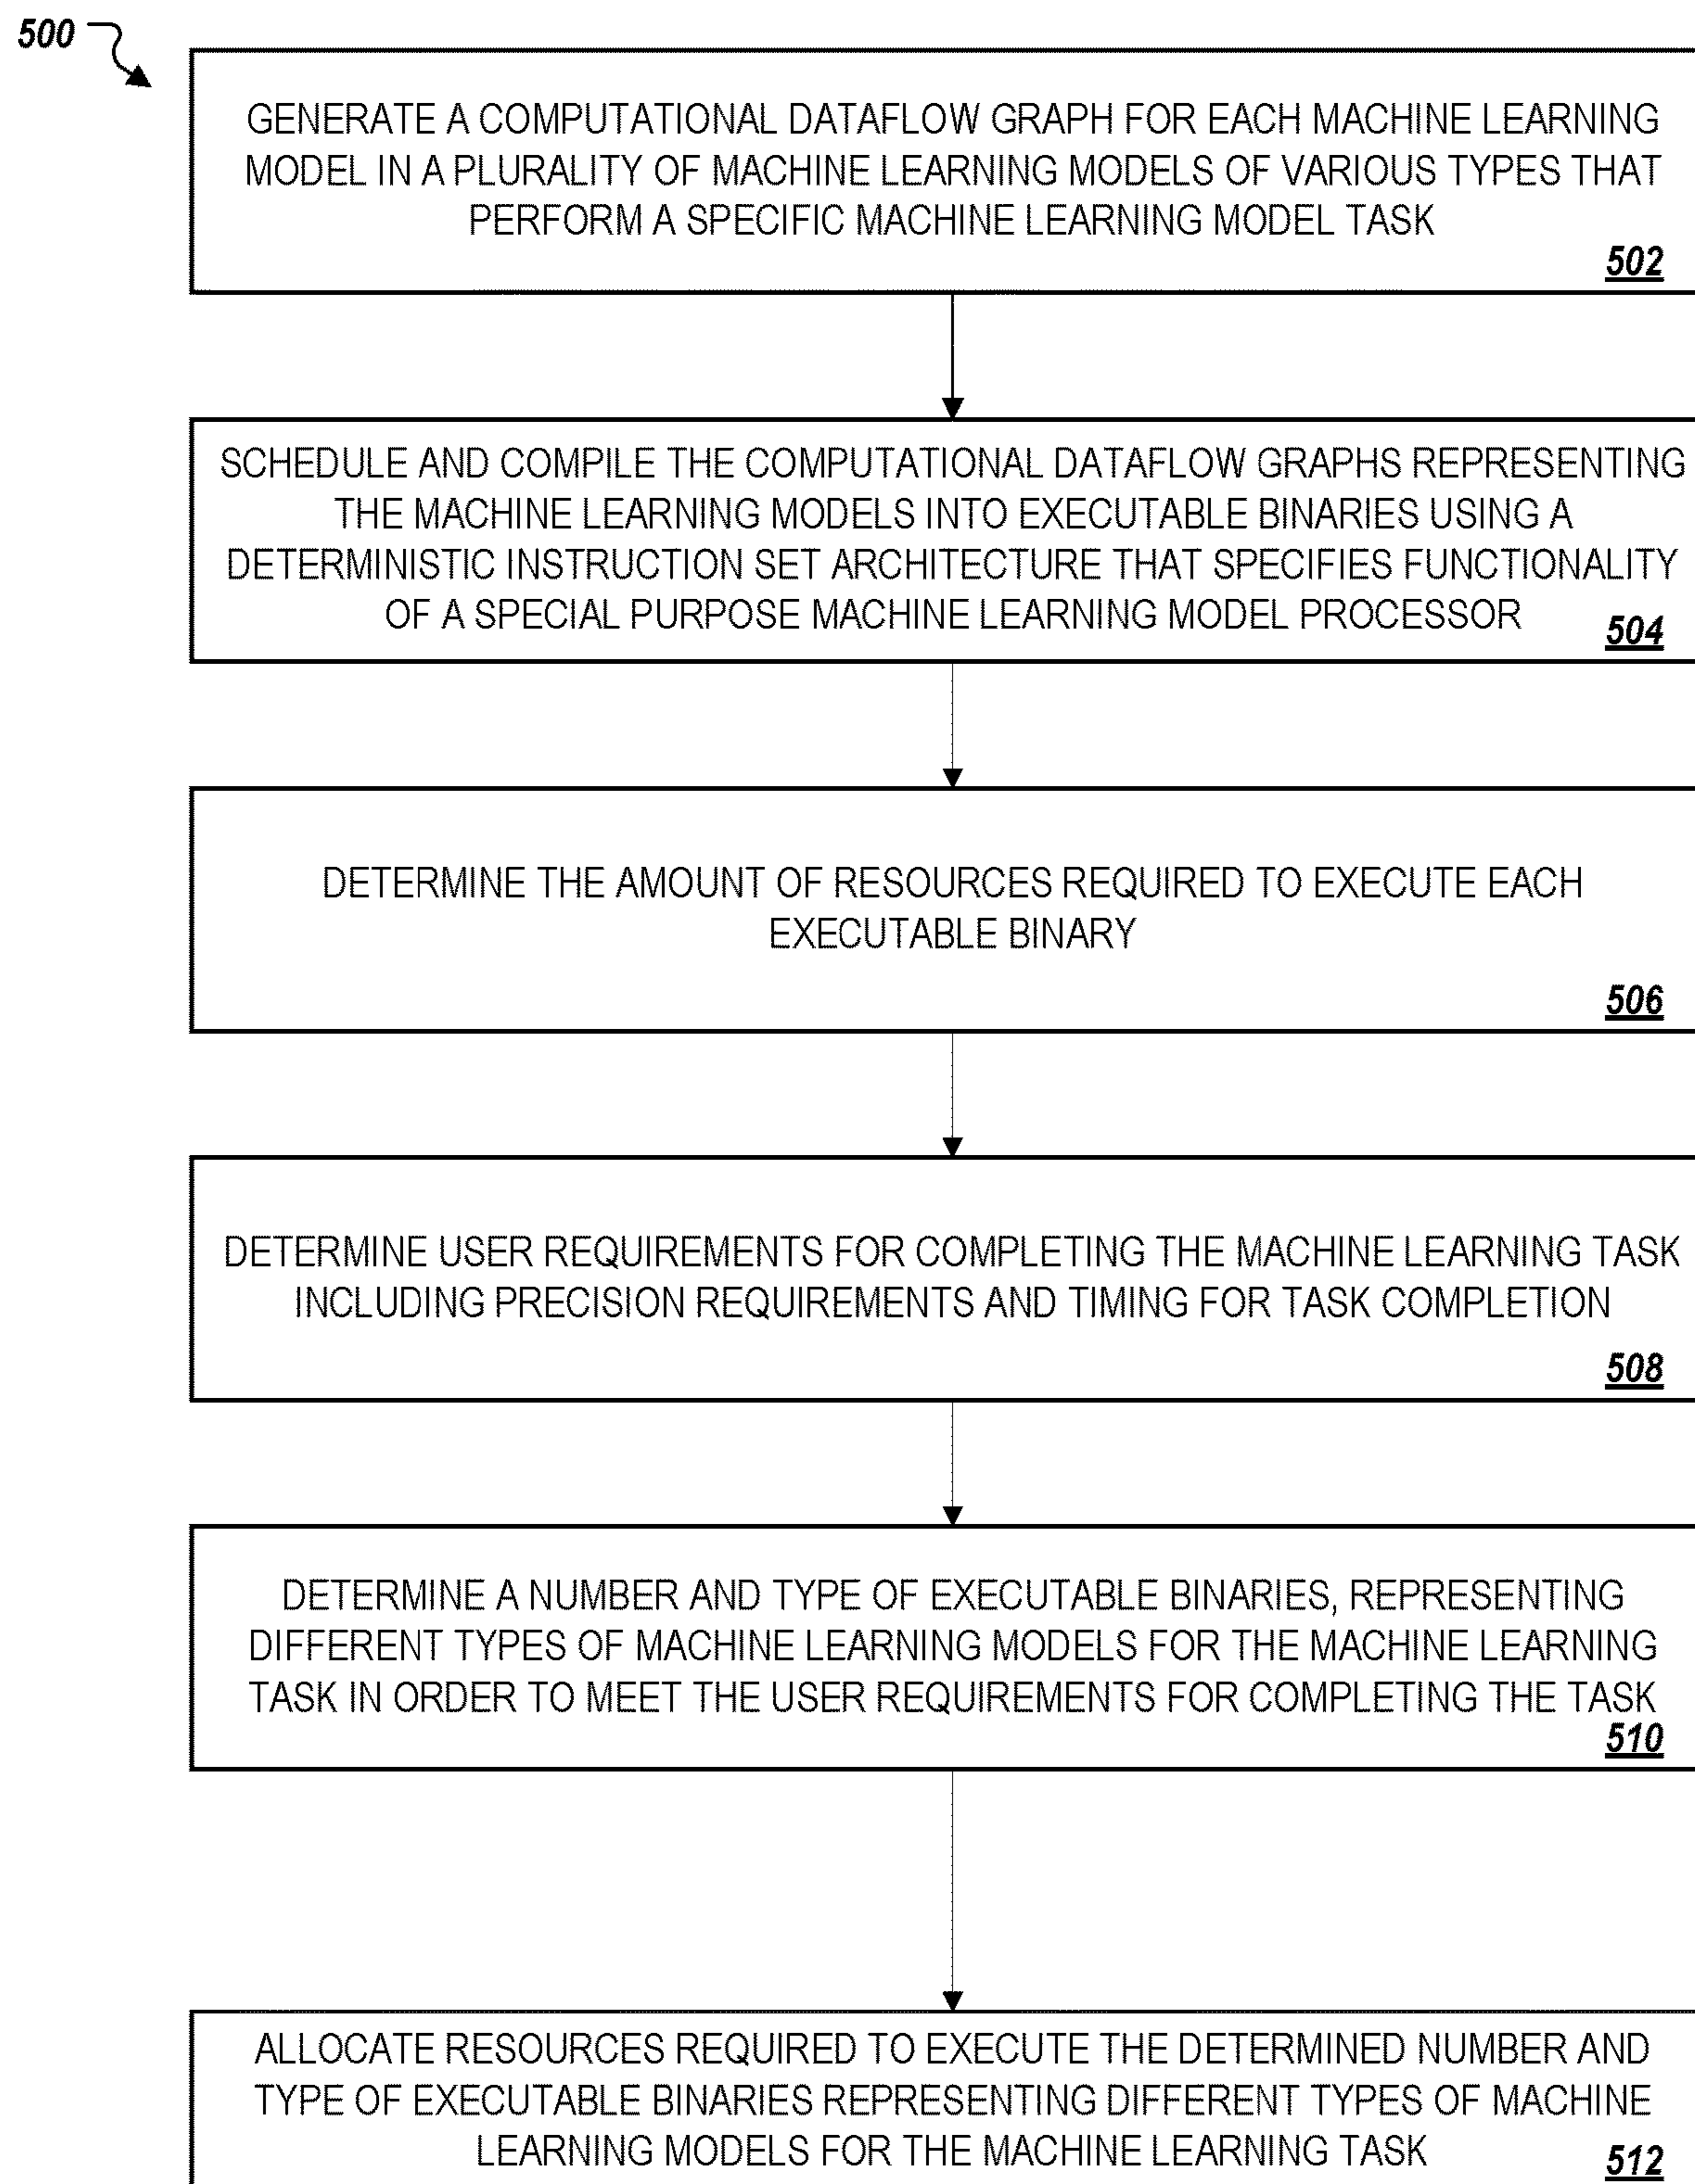 500
GENERATE A COMPUTATIONAL DATAFLOW GRAPH FOR EACH MACHINE LEARNING
MODEL IN A PLURALITY OF MACHINE LEARNING MODELS OF VARIOUS TYPES THAT
PERFORM A SPECIFIC MACHINE LEARNING MODEL TASK
502
SCHEDULE AND COMPILE THE COMPUTATIONAL DATAFLOW GRAPHS REPRESENTING
THE MACHINE LEARNING MODELS INTO EXECUTABLE BINARIES USING A
DETERMINISTIC INSTRUCTION SET ARCHITECTURE THAT SPECIFIES FUNCTIONALITY
OF A SPECIAL PURPOSE MACHINE LEARNING MODEL PROCESSOR
504
DETERMINE THE AMOUNT OF RESOURCES REQUIRED TO EXECUTE EACH
EXECUTABLE BINARY
506
DETERMINE USER REQUIREMENTS FOR COMPLETING THE MACHINE LEARNING TASK
INCLUDING PRECISION REQUIREMENTS AND TIMING FOR TASK COMPLETION
508
DETERMINE A NUMBER AND TYPE OF EXECUTABLE BINARIES, REPRESENTING
DIFFERENT TYPES OF MACHINE LEARNING MODELS FOR THE MACHINE LEARNING
TASK IN ORDER TO MEET THE USER REQUIREMENTS FOR COMPLETING THE TASK
510
ALLOCATE RESOURCES REQUIRED TO EXECUTE THE DETERMINED NUMBER AND
TYPE OF EXECUTABLE BINARIES REPRESENTING DIFFERENT TYPES OF MACHINE
LEARNING MODELS FOR THE MACHINE LEARNING TASK
512